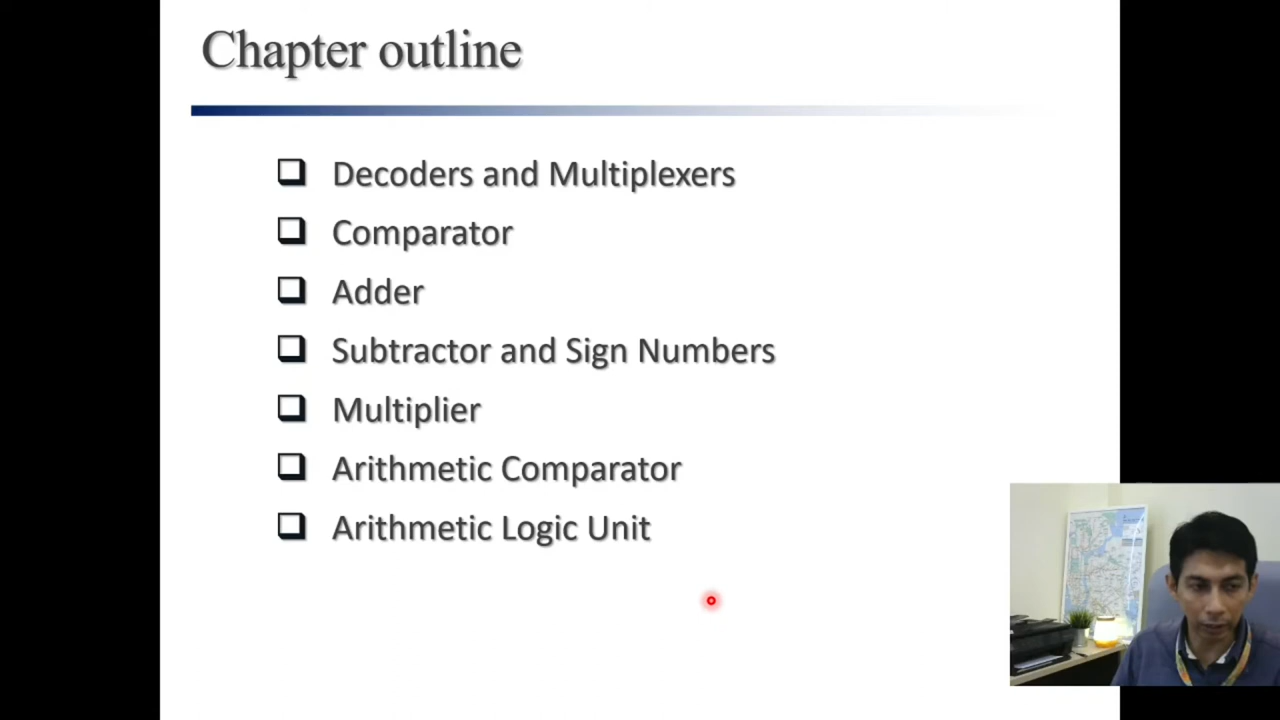 Chapter outline
Decoders and Multiplexers
Comparator
Adder
Subtractor and Sign Numbers
Multiplier
Arithmetic Comparator
Arithmetic Logic Unit